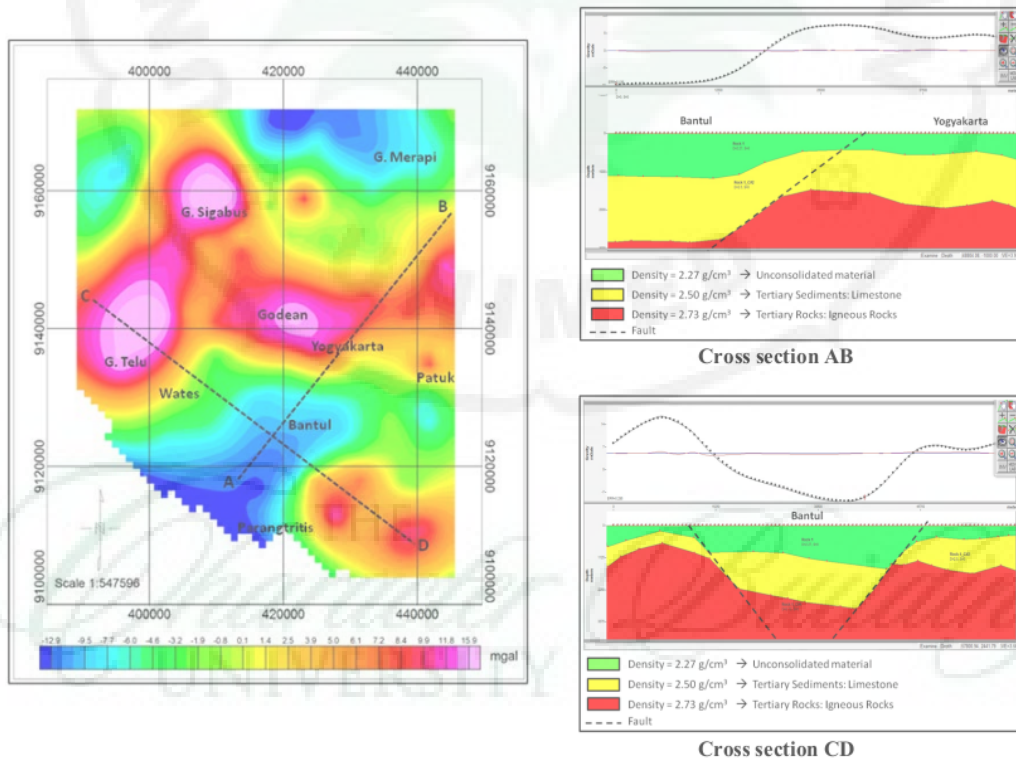 400000 420000 440000
G. Merapi
9160000 9160000
G. Sigabus
B
C
Godean
9140000 9140000
Yogyakarta
G. Telu
Patuk
Wates
Bantul
9120000 9120000
A
Parangtritis
D
9100000 9100000
Scale 1:547596
400000 420000 440000
-12.9 -9.5 -7.7 -6.0 -4.6 -3.2 -1.9 -0.8 0.1 1.4 2.5 3.9 5.0 6.1 7.2 8.4 9.9 11.8 15.9
mgal
Bantul Yogyakarta
Density = 2.27 g/cm³ → Unconsolidated material
Density = 2.50 g/cm³ → Tertiary Sediments: Limestone
Density = 2.73 g/cm³ → Tertiary Rocks: Igneous Rocks
Fault
Cross section AB
Bantul
Density = 2.27 g/cm³ → Unconsolidated material
Density = 2.50 g/cm³ → Tertiary Sediments: Limestone
Density = 2.73 g/cm³ → Tertiary Rocks: Igneous Rocks
Fault
Cross section CD
THE
UNIVERSITY